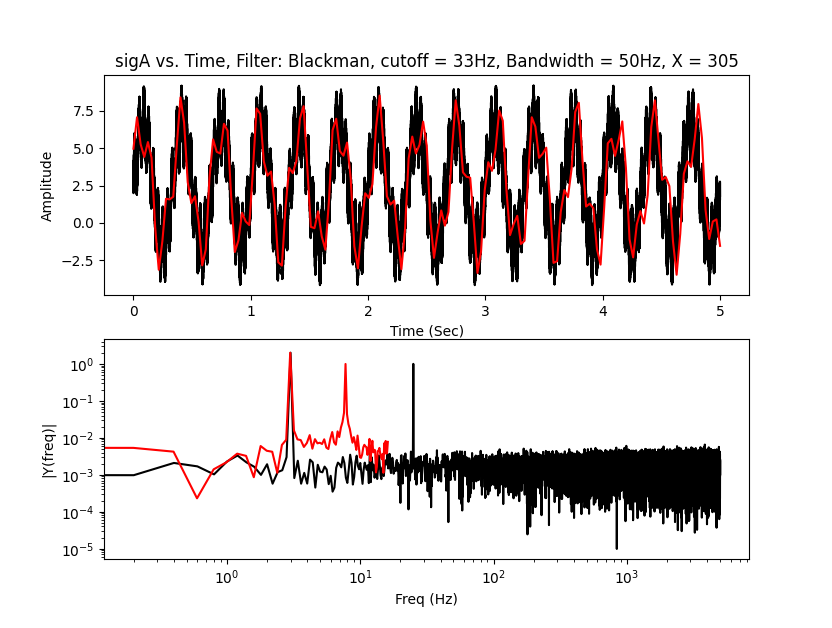 sigA vs. Time, Filter: Blackman, cutoff = 33Hz, Bandwidth = 50Hz, X = 305
Amplitude
7.5
5.0
2.5
0.0
−2.5
0 1 2 3 4 5
Time (Sec)
|Y(freq)|
10⁰
10⁻¹
10⁻²
10⁻³
10⁻⁴
10⁻⁵
10⁰ 10¹ 10² 10³
Freq (Hz)